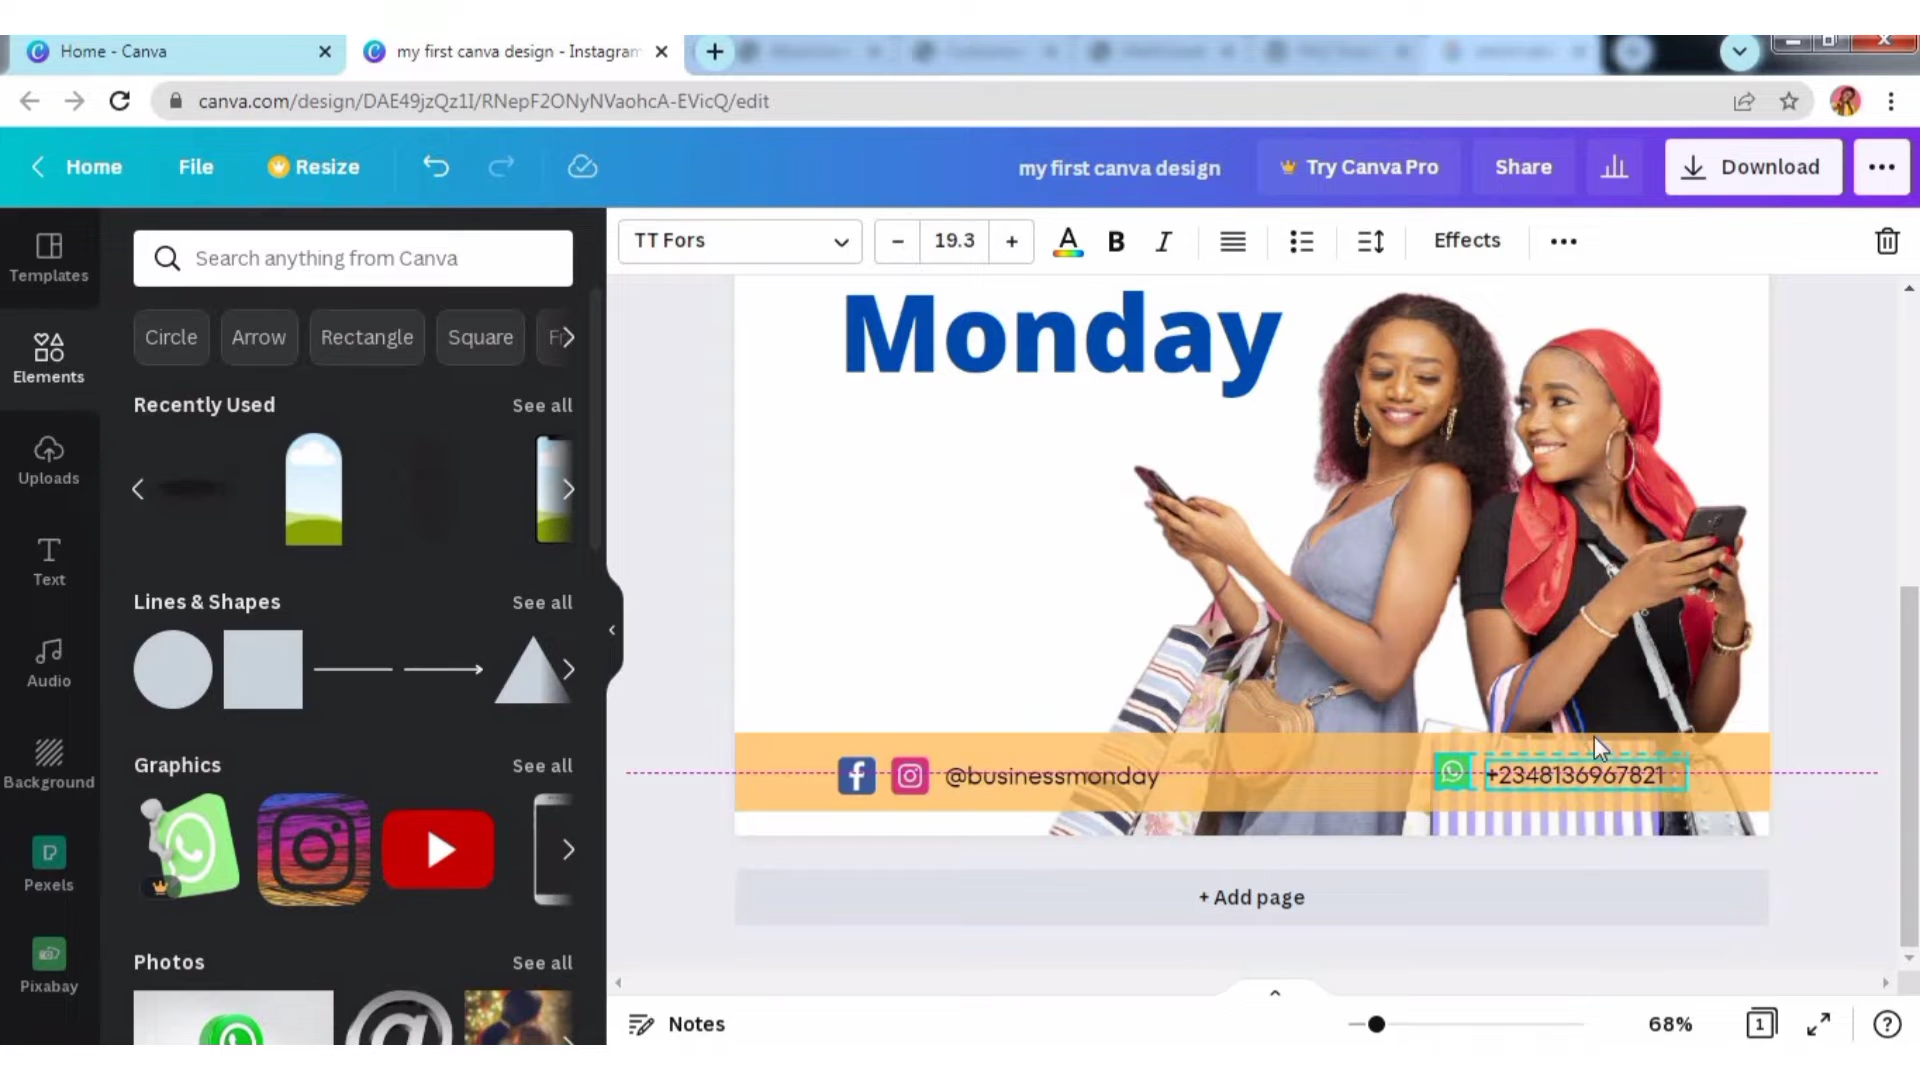 Home - Canva
my first canva design - Instagram
canva.com/design/DAE49jzQz1I/RNepF2ONyNVaohcA-EVicQ/edit
Home
File
Resize
my first canva design
Try Canva Pro
Share
Download
Templates
Elements
Uploads
Text
Audio
Background
Pexels
Pixabay
Search anything from Canva
Circle
Arrow
Rectangle
Square
Recently Used
See all
Lines & Shapes
See all
Graphics
See all
Photos
See all
TT Fors
19.3
Effects
Monday
@businessmonday
+2348136967821
+ Add page
Notes
68%
1